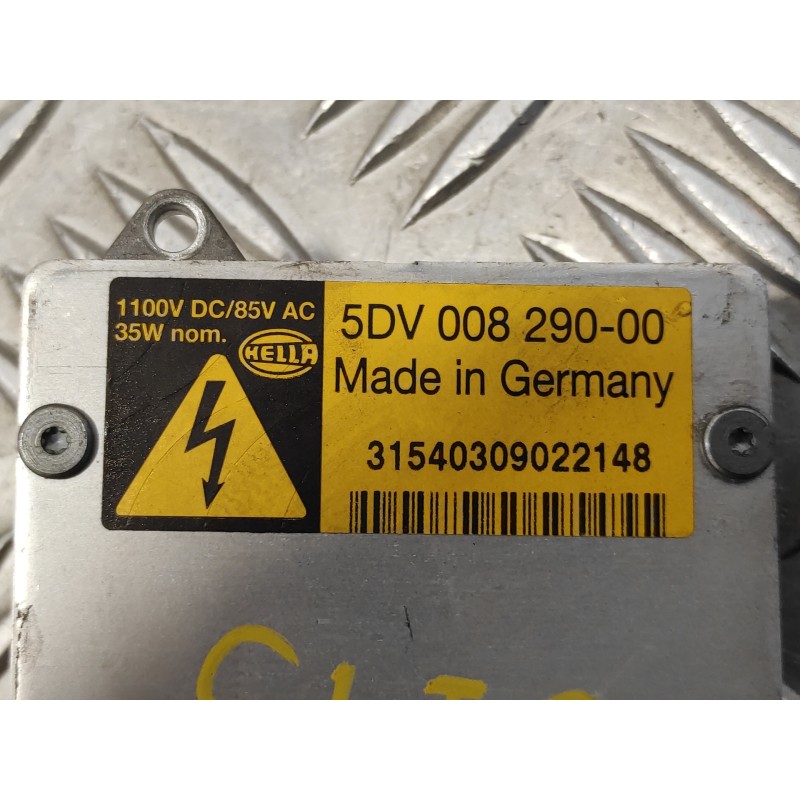 1100V DC/85V AC
35W nom.
HELLA
5DV 008 290-00
Made in Germany
31540309022148